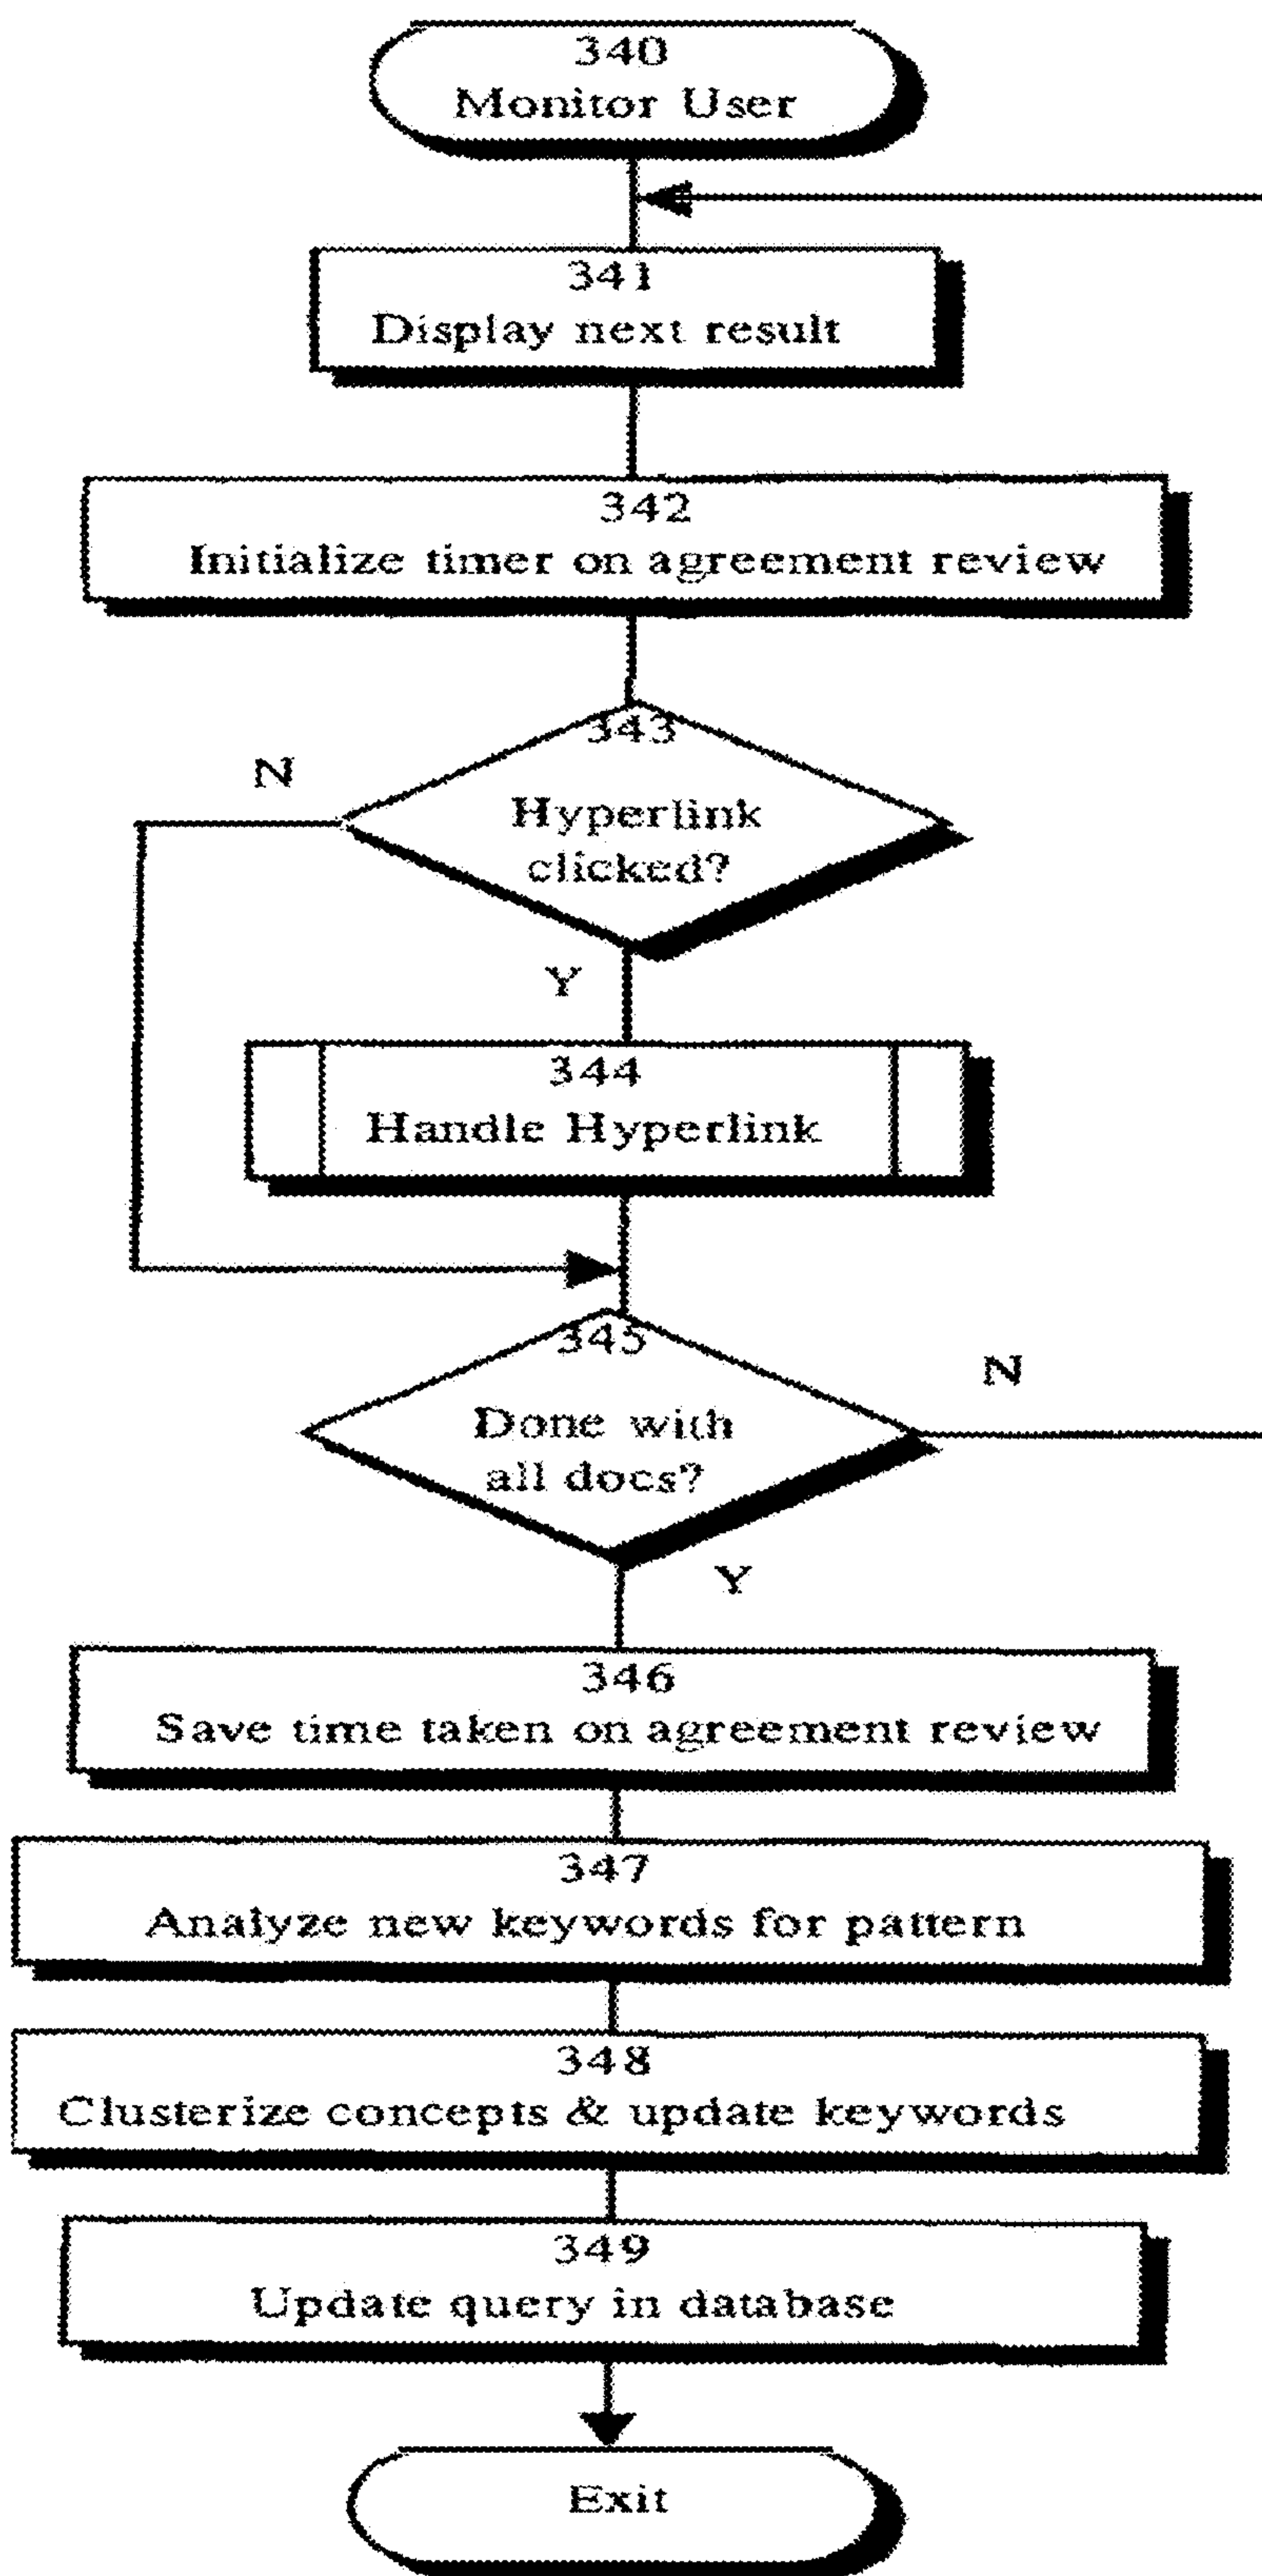 340
Monitor User
341
Display next result
342
Initialize timer on agreement review
343
N
Hyperlink
clicked?
Y
344
Handle Hyperlink
345
N
Done with
all docs?
Y
346
Save time taken on agreement review
347
Analyze new keywords for pattern
348
Clusterize concepts & update keywords
349
Update query in database
Exit